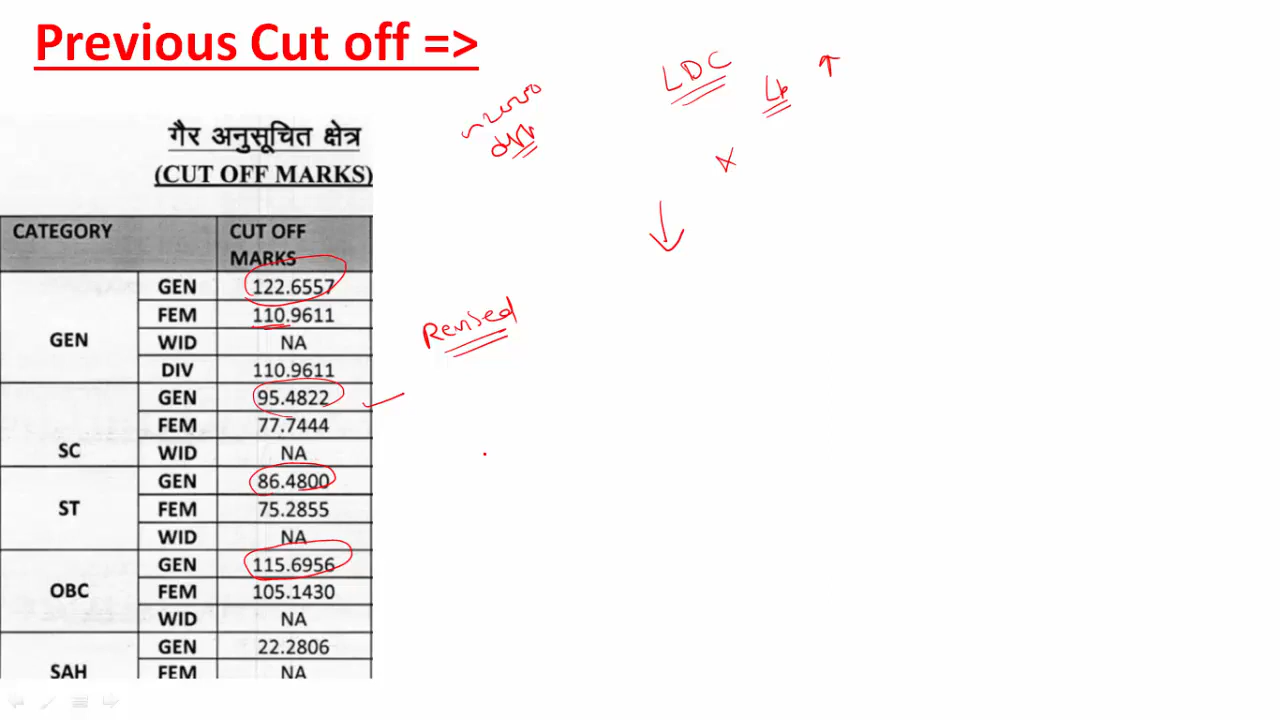 Previous Cut off =>
LDC
गैर अनुसूचित क्षेत्र
(CUT OFF MARKS)
CATEGORY CUT OFF MARKS
GEN GEN 122.6557
FEM 110.9611
WID NA
DIV 110.9611
SC GEN 95.4822
FEM 77.7444
WID NA
ST GEN 86.4800
FEM 75.2855
WID NA
OBC GEN 115.6956
FEM 105.1430
WID NA
SAH GEN 22.2806
FEM NA
Revised